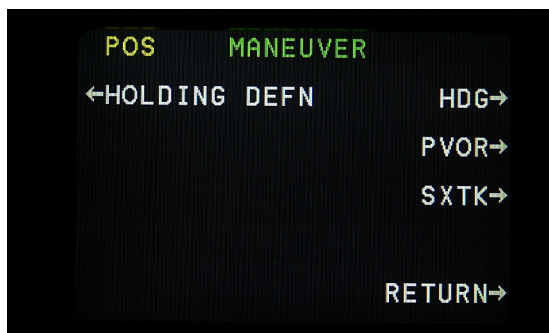 POS MANEUVER
←HOLDING DEFN HDG→
PVOR→
SXTK→
RETURN→